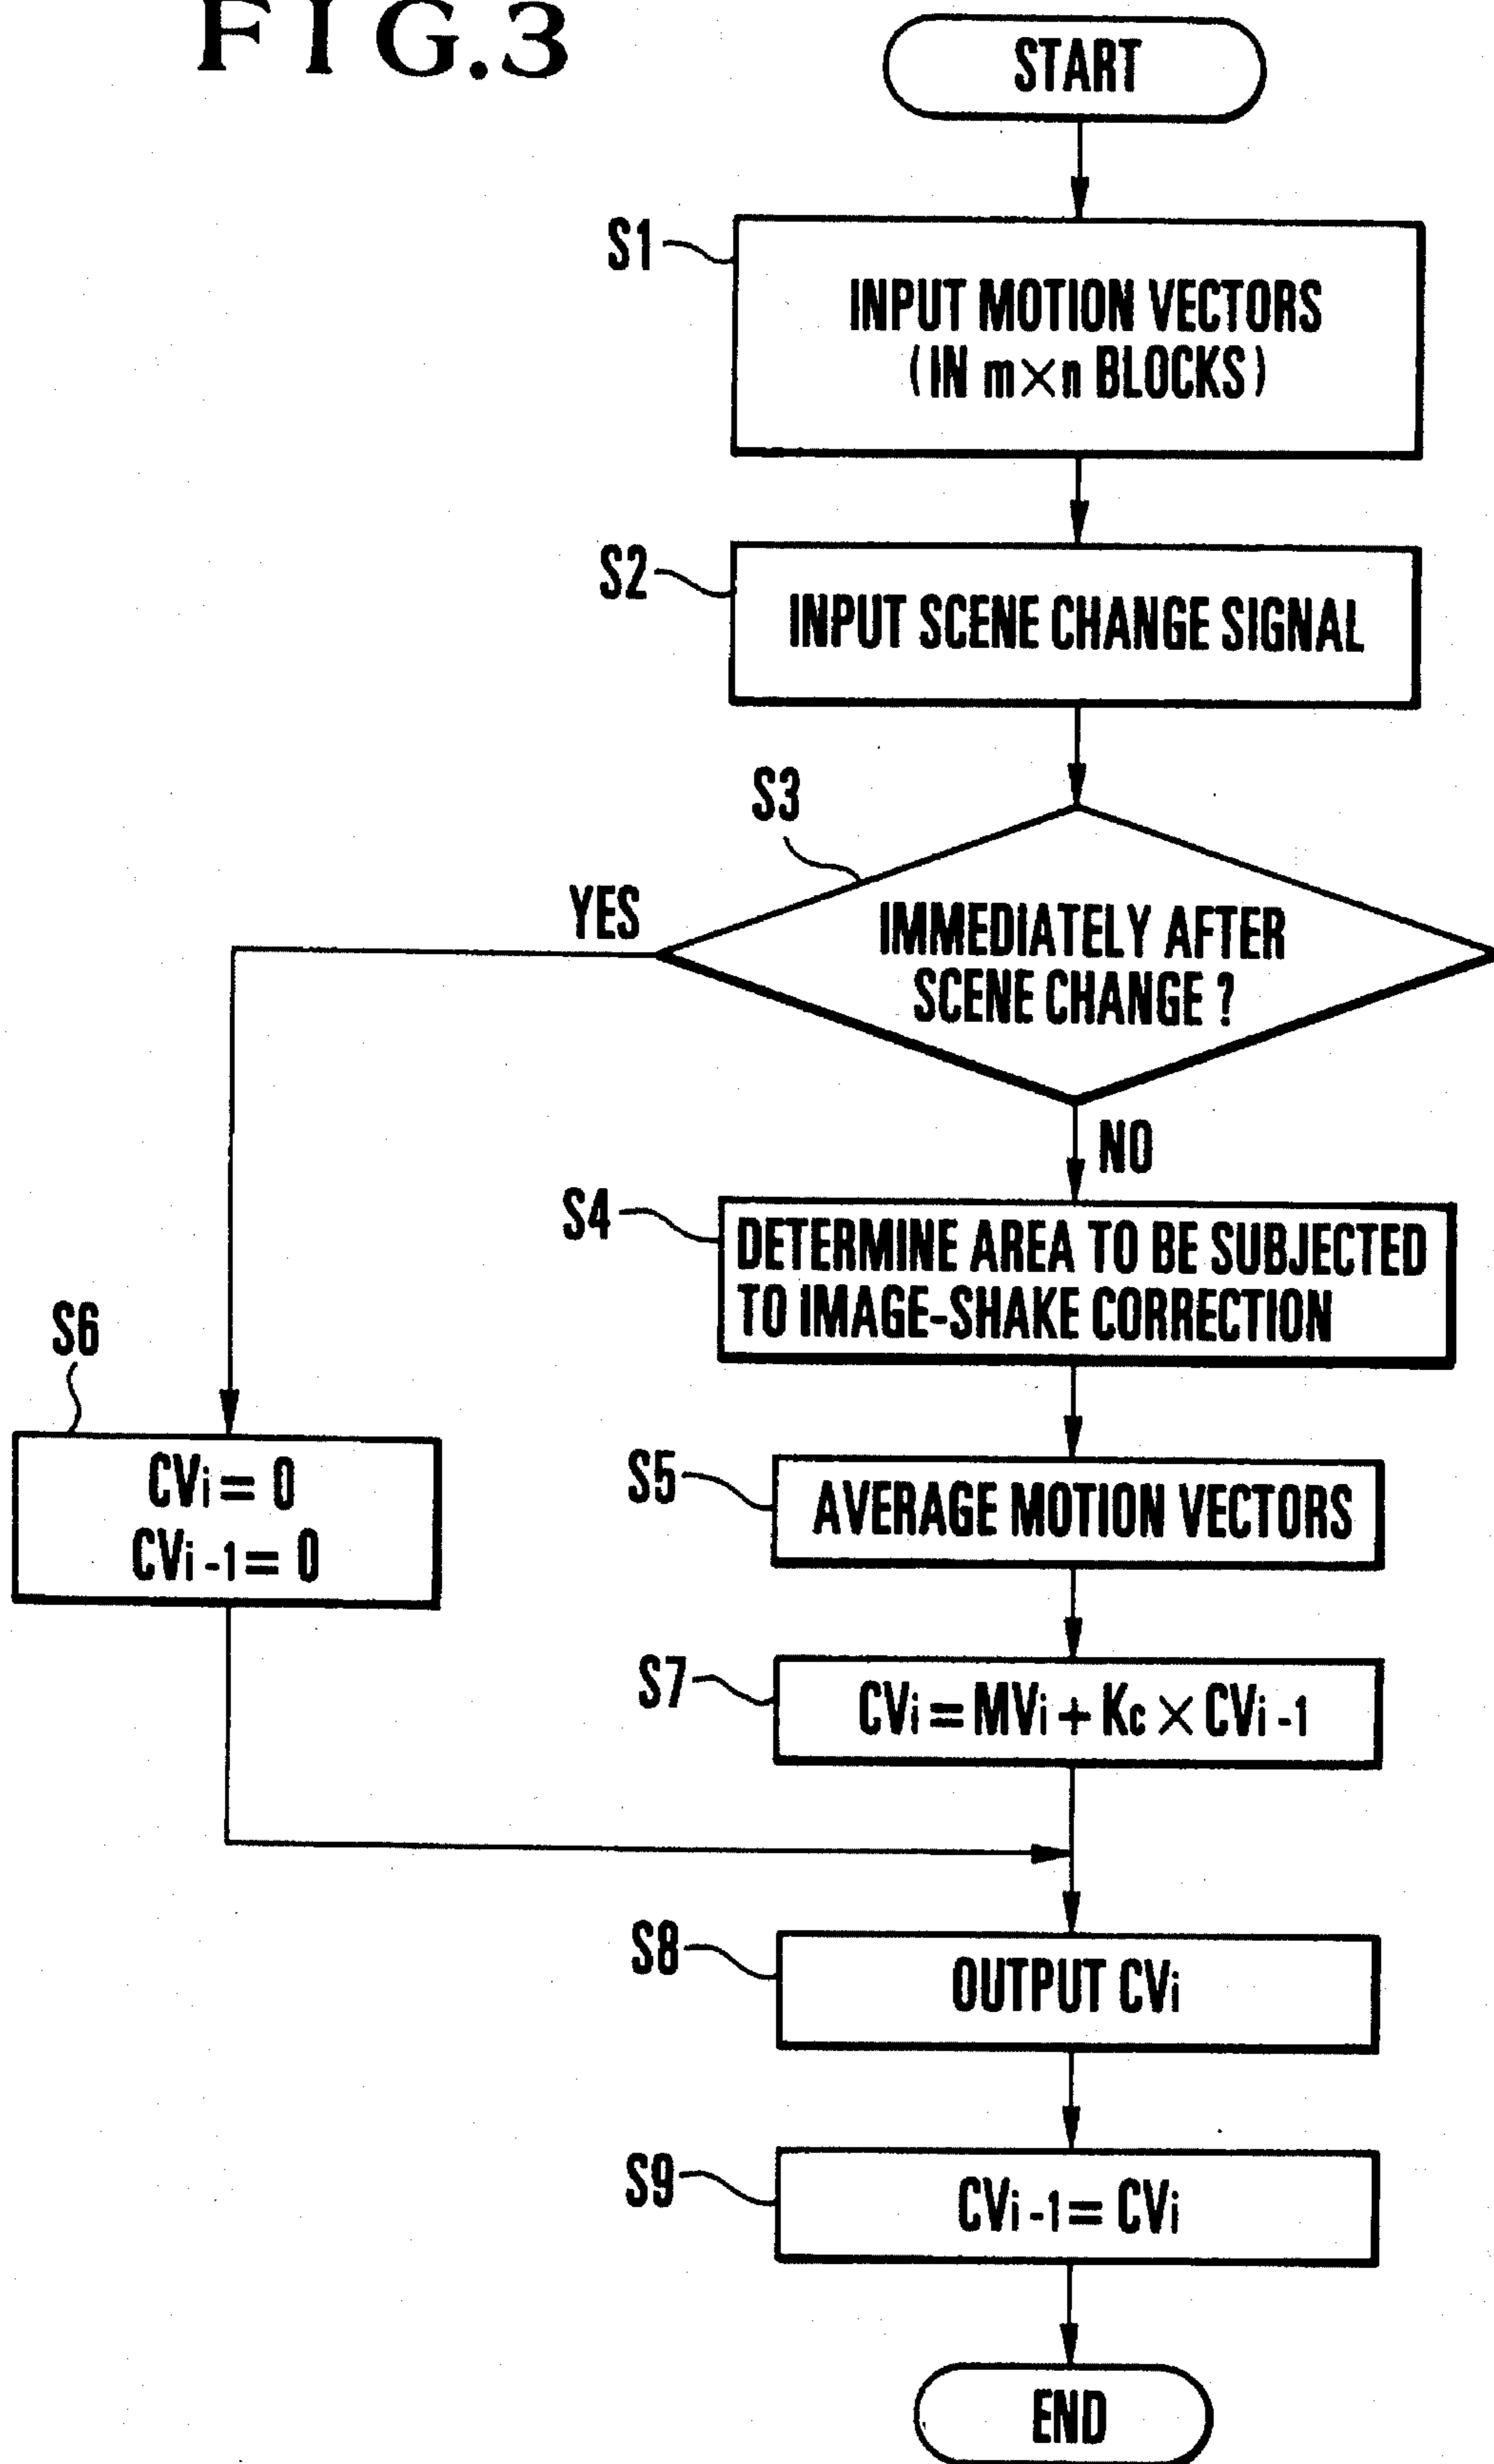 FIG.3
START
S1
INPUT MOTION VECTORS
(IN m×n BLOCKS)
S2
INPUT SCENE CHANGE SIGNAL
S3
YES
IMMEDIATELY AFTER
SCENE CHANGE ?
NO
S4
DETERMINE AREA TO BE SUBJECTED
TO IMAGE-SHAKE CORRECTION
S6
CVi = 0
CVi-1 = 0
S5
AVERAGE MOTION VECTORS
S7
CVi = MVi + Kc × CVi-1
S8
OUTPUT CVi
S9
CVi-1 = CVi
END